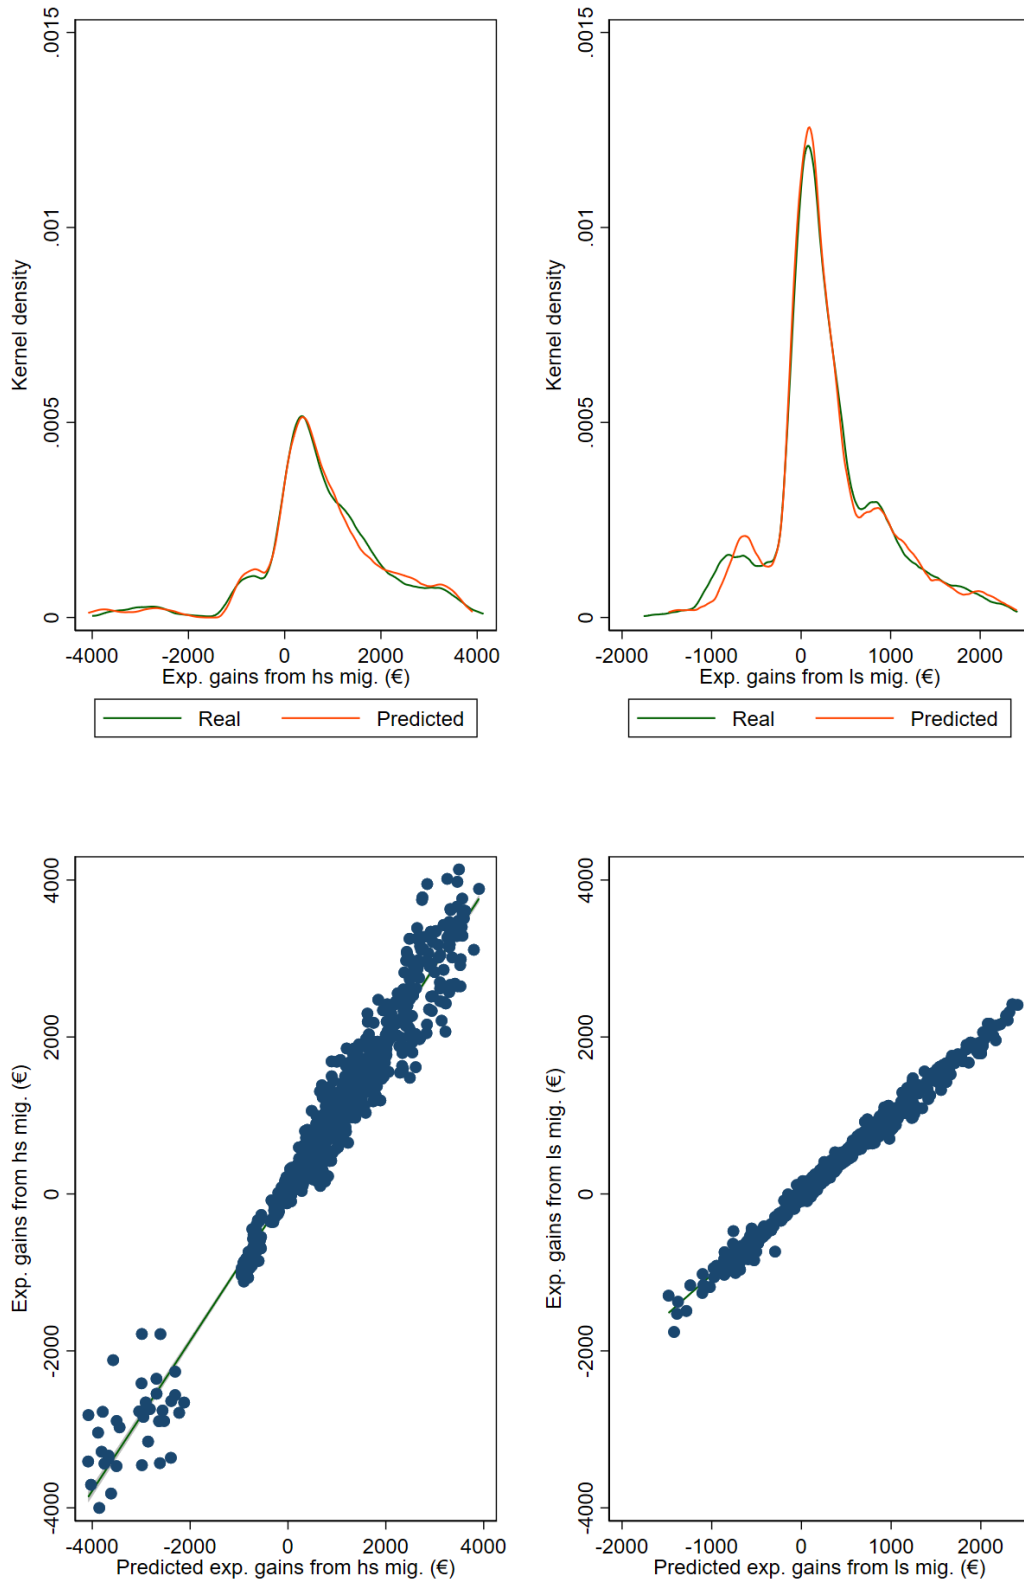 .0015
.001
.0005
0
Kernel density
-4000 -2000 0 2000 4000
Exp. gains from hs mig. (€)
Real Predicted
.0015
.001
.0005
0
Kernel density
-2000 -1000 0 1000 2000
Exp. gains from ls mig. (€)
Real Predicted
4000
2000
0
-2000
-4000
Exp. gains from hs mig. (€)
-4000 -2000 0 2000 4000
Predicted exp. gains from hs mig. (€)
4000
2000
0
-2000
-4000
Exp. gains from ls mig. (€)
-2000 -1000 0 1000 2000
Predicted exp. gains from ls mig. (€)